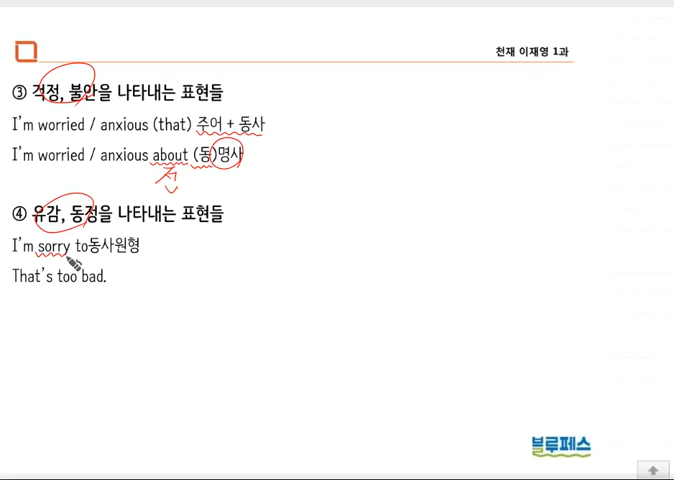 천재 이재영 1과
③ 걱정, 불안을 나타내는 표현들
I'm worried / anxious (that) 주어 + 동사
I'm worried / anxious about (동)명사
전
④ 유감, 동정을 나타내는 표현들
I'm sorry to동사원형
That's too bad.
블루페스